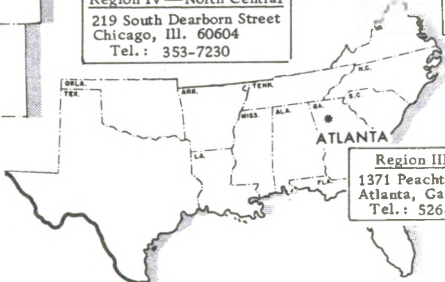 Region IV—North Central
219 South Dearborn Street
Chicago, Ill. 60604
Tel.: 353-7230
OKLA.
TEX.
ARK.
TENN.
N.C.
S.C.
MISS.
ALA.
GA.
LA.
FLA.
ATLANTA
Region III
1371 Peacht
Atlanta, Ga
Tel.: 526